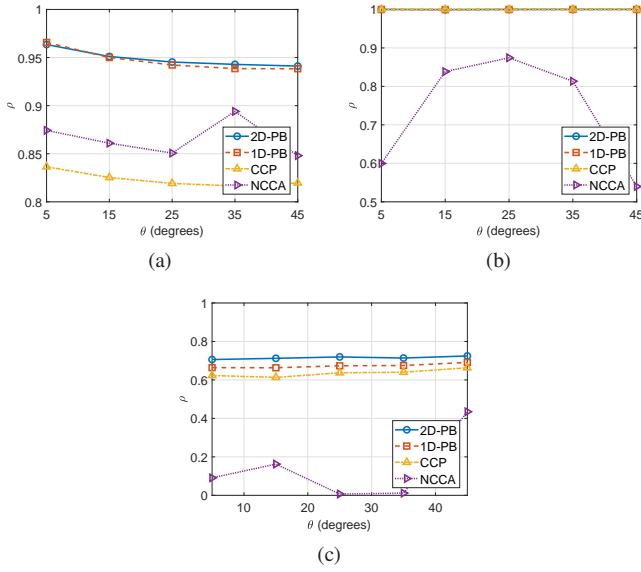 1
0.95
0.9
0.85
0.8
ρ
5 15 25 35 45
θ (degrees)
2D-PB
1D-PB
CCP
NCCA
(a)
1
0.9
0.8
0.7
0.6
0.5
ρ
5 15 25 35 45
θ (degrees)
2D-PB
1D-PB
CCP
NCCA
(b)
1
0.8
0.6
0.4
0.2
0
ρ
10 20 30 40
θ (degrees)
2D-PB
1D-PB
CCP
NCCA
(c)